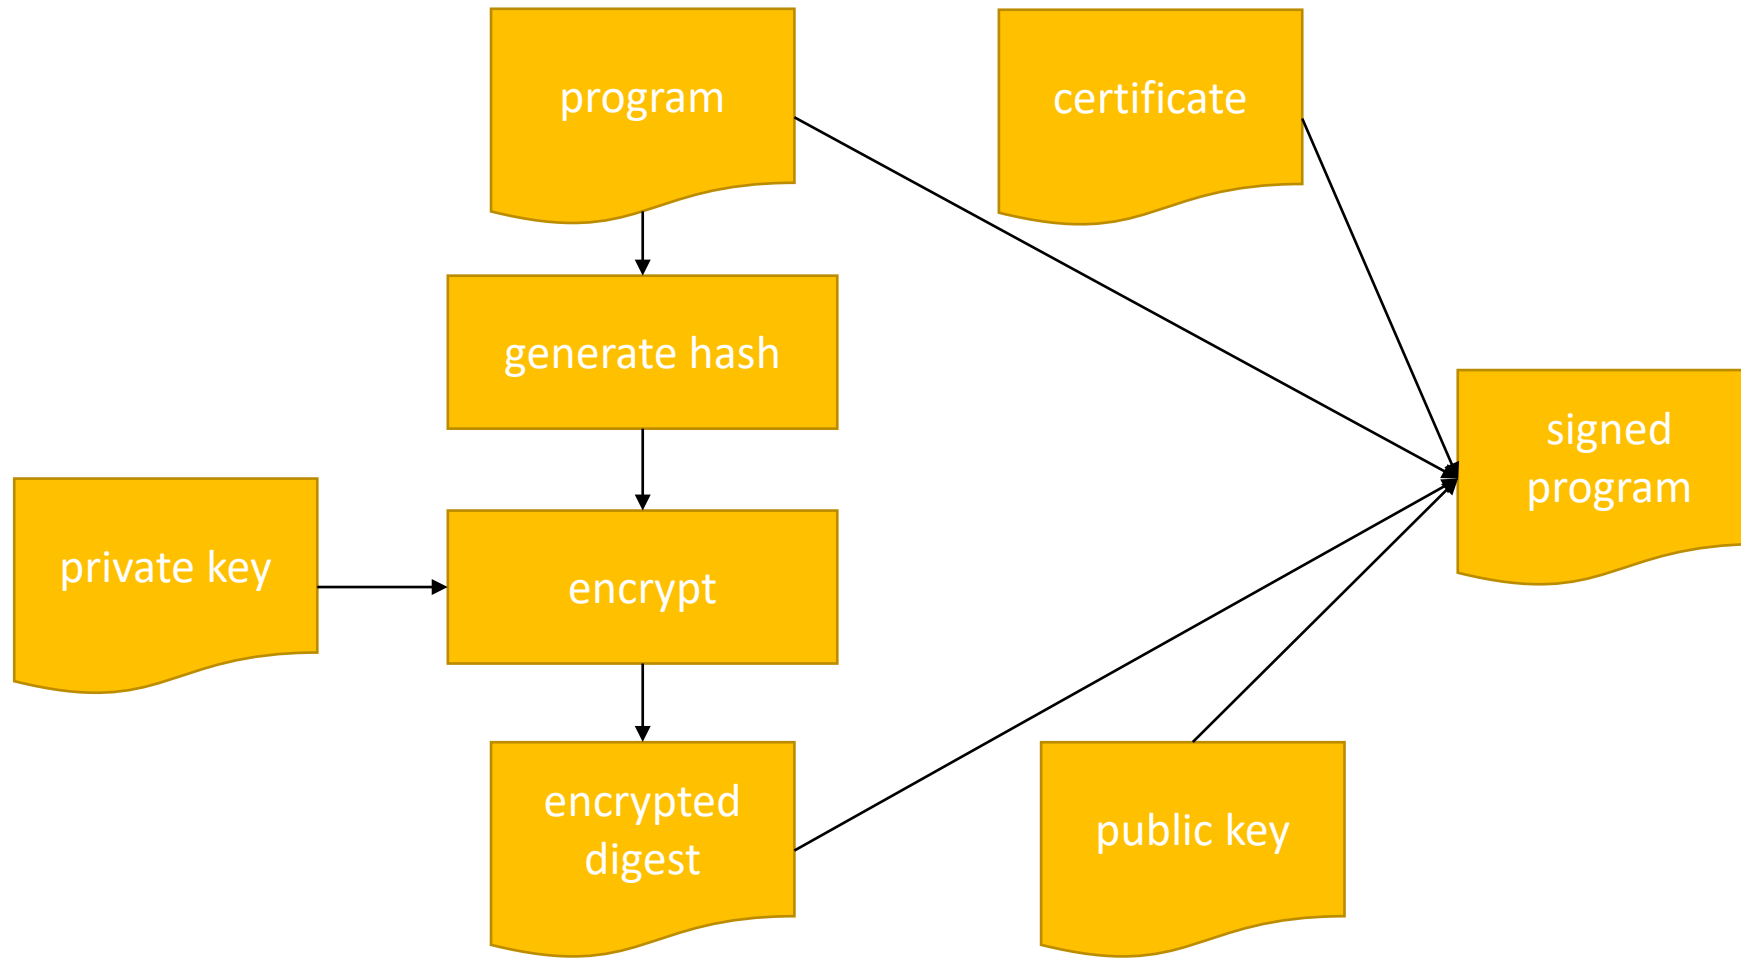 program
certificate
generate hash
signed
program
private key
encrypt
encrypted
digest
public key